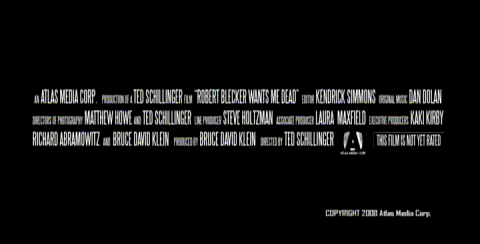 AN ATLAS MEDIA CORP. PRODUCTION OF A TED SCHILLINGER FILM "ROBERT BLECKER WANTS ME DEAD" EDITOR KENDRICK SIMMONS ORIGINAL MUSIC DAN DOLAN
DIRECTORS OF PHOTOGRAPHY MATTHEW HOWE AND TED SCHILLINGER LINE PRODUCER STEVE HOLTZMAN ASSOCIATE PRODUCER LAURA MAXFIELD EXECUTIVE PRODUCERS KAKI KIRBY
RICHARD ABRAMOWITZ AND BRUCE DAVID KLEIN PRODUCED BY BRUCE DAVID KLEIN DIRECTED BY TED SCHILLINGER THIS FILM IS NOT YET RATED
ATLAS MEDIA CORP
COPYRIGHT 2008 Atlas Media Corp.